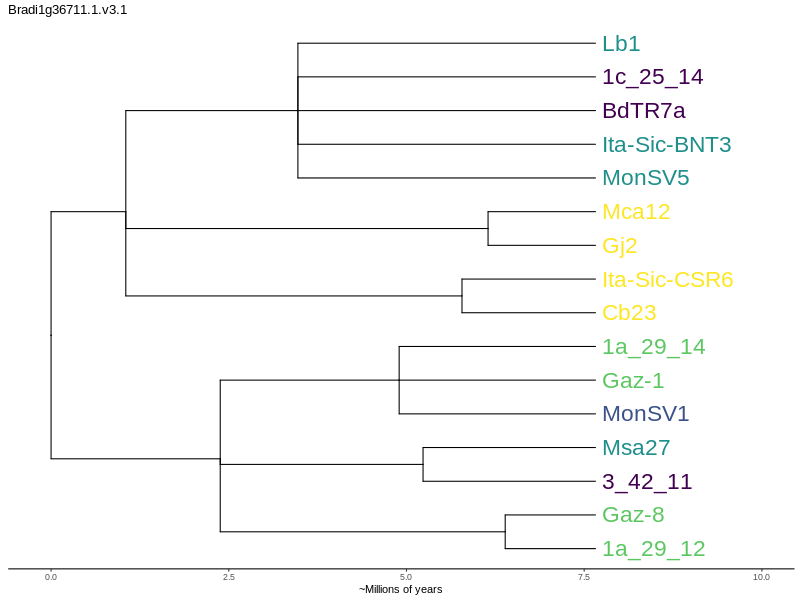 Bradi1g36711.1.v3.1
Lb1
1c_25_14
BdTR7a
Ita-Sic-BNT3
MonSV5
Mca12
Gj2
Ita-Sic-CSR6
Cb23
1a_29_14
Gaz-1
MonSV1
Msa27
3_42_11
Gaz-8
1a_29_12
0.0 2.5 5.0 7.5 10.0
~Millions of years